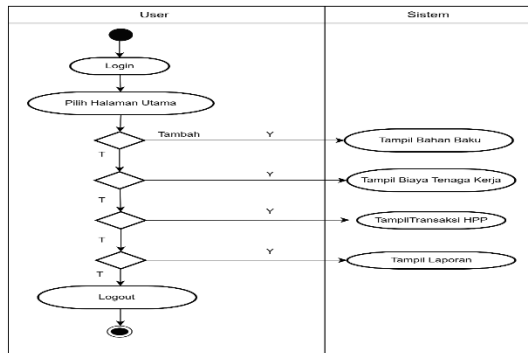 User
Sistem
Login
Pilih Halaman Utama
Tambah
Y
Tampil Bahan Baku
T
Y
Tampil Biaya Tenaga Kerja
T
Y
TampilTransaksi HPP
T
Y
Tampil Laporan
T
Logout